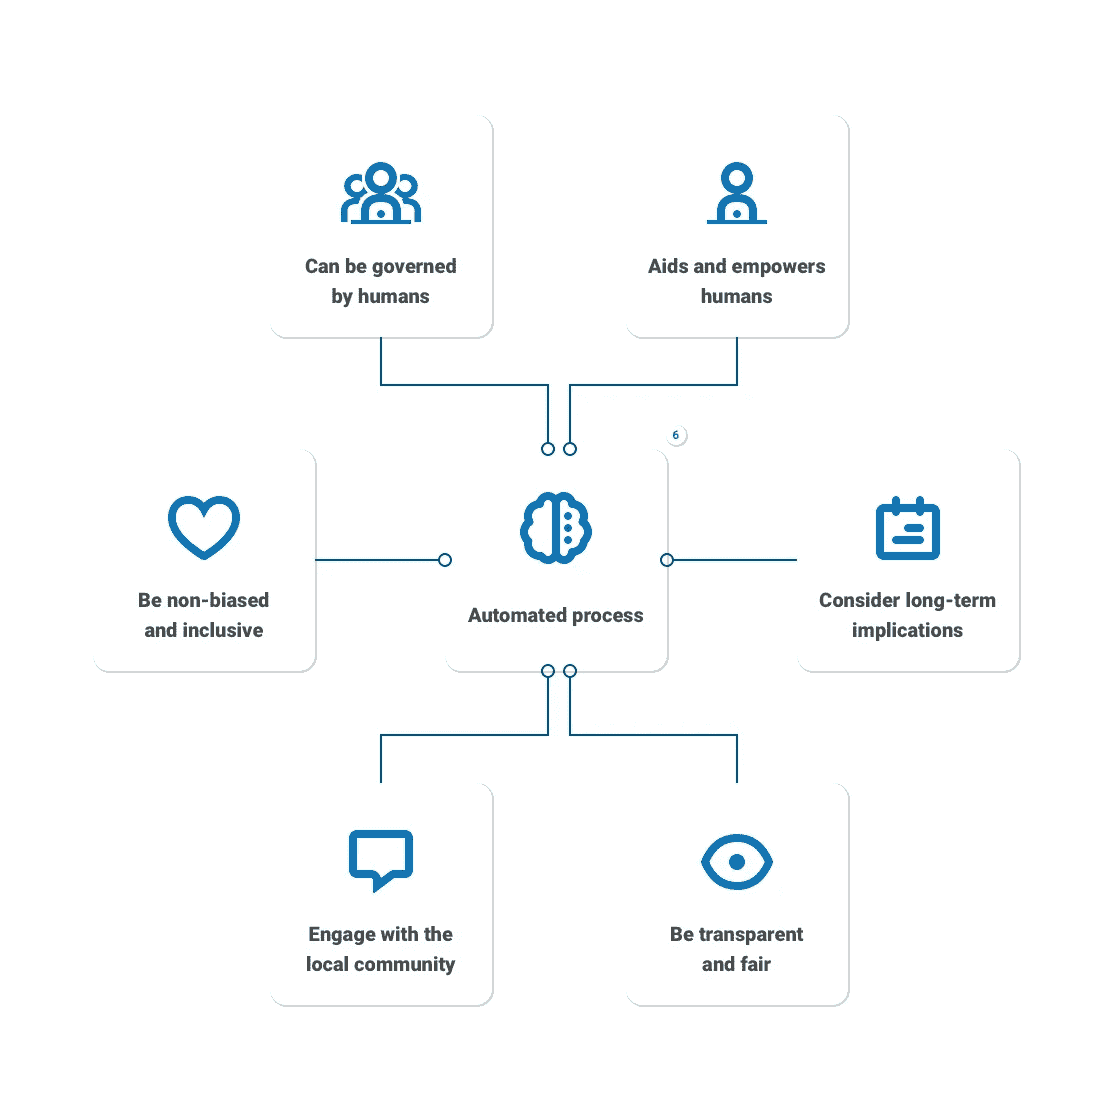 Can be governed
by humans
Aids and empowers
humans
6
Be non-biased
and inclusive
Automated process
Consider long-term
implications
Engage with the
local community
Be transparent
and fair